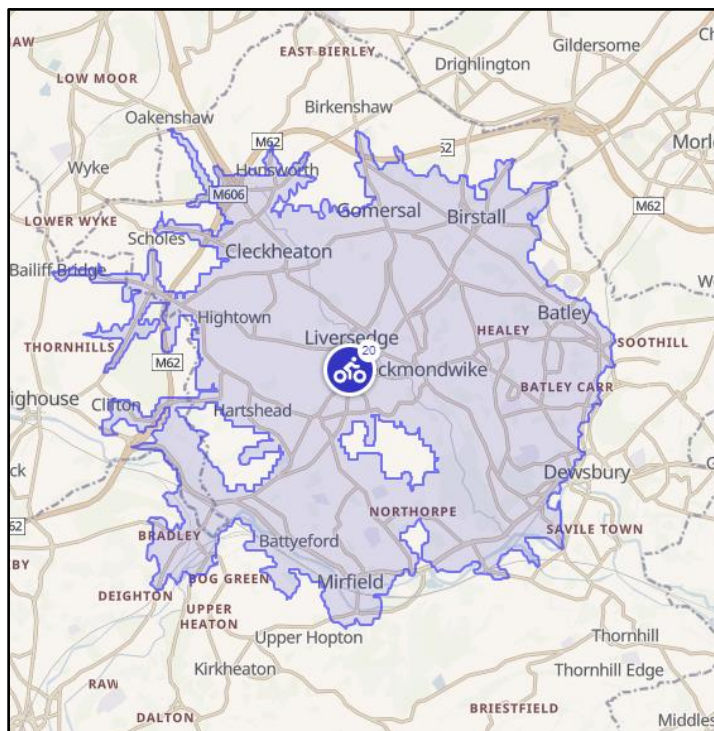 AW
EAST BIERLEY
Gildersome
Ch
Drighlington
LOW MOOR
Birkenshaw
Oakenshaw
M62
62
Morley
Wyke
Hunsworth
M606
M62
Gomersal
Birstall
LOWER WYKE
Scholes
Cleckheaton
Bailiff Bridge
W
Hightown
Batley
Liversedge
HEALEY
SOOTHILL
THORNHILLS
20
M62
ckmondwike
BATLEY CARR
ighouse
Clifton
Hartshead
ck
Dewsbury
G
NORTHORPE
62
SAVILE TOWN
BRADLEY
Battyeford
BY
BOG GREEN
Mirfield
DEIGHTON
UPPER
HEATON
Upper Hopton
Thornhill
Kirkheaton
Thornhill Edge
RAW
BRIESTFIELD
DALTON
Middles